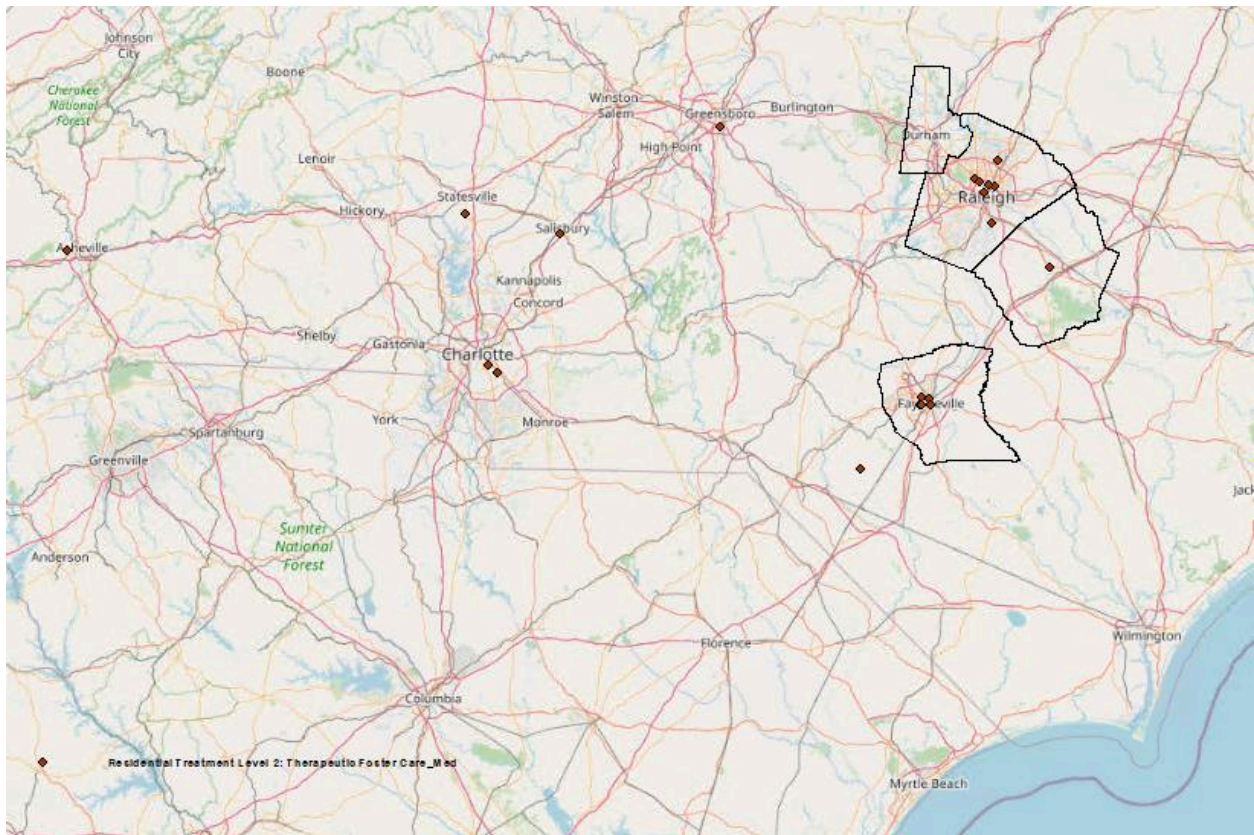 Johnson
City
Boone
Cherokee
National
Forest
Winston
Salem
Greensboro
Burlington
Durham
High Point
Lenoir
Statesville
Hickory
Raleigh
Salisbury
Asheville
Kannapolis
Concord
Shelby
Gastonia
Charlotte
York
Monroe
Fayetteville
Spartanburg
Greenville
Jack
Sumter
National
Forest
Anderson
Florence
Wilmington
Columbia
Residential Treatment Level 2: Therapeutic Foster Care_Med
Myrtle Beach